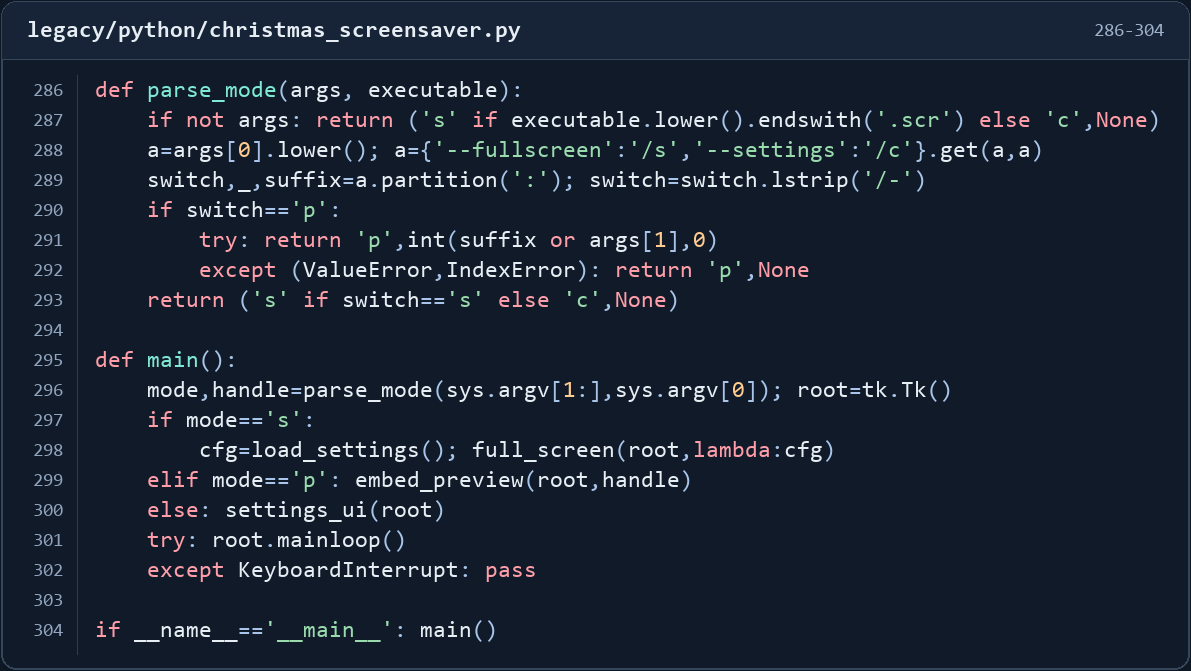 legacy/python/christmas_screensaver.py 286-304
286 def parse_mode(args, executable):
287     if not args: return ('s' if executable.lower().endswith('.scr') else 'c',None)
288     a=args[0].lower(); a={'--fullscreen':'/s','--settings':'/c'}.get(a,a)
289     switch,_,suffix=a.partition(':'); switch=switch.lstrip('/-')
290     if switch=='p':
291         try: return 'p',int(suffix or args[1],0)
292         except (ValueError,IndexError): return 'p',None
293     return ('s' if switch=='s' else 'c',None)
294
295 def main():
296     mode,handle=parse_mode(sys.argv[1:],sys.argv[0]); root=tk.Tk()
297     if mode=='s':
298         cfg=load_settings(); full_screen(root,lambda:cfg)
299     elif mode=='p': embed_preview(root,handle)
300     else: settings_ui(root)
301     try: root.mainloop()
302     except KeyboardInterrupt: pass
303
304 if __name__=='__main__': main()